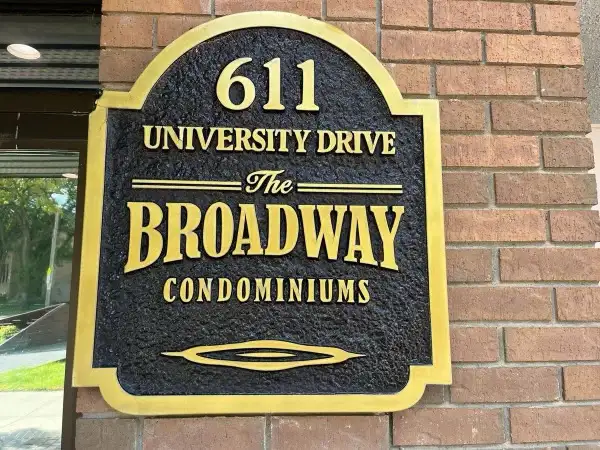 611
UNIVERSITY DRIVE
The
BROADWAY
CONDOMINIUMS